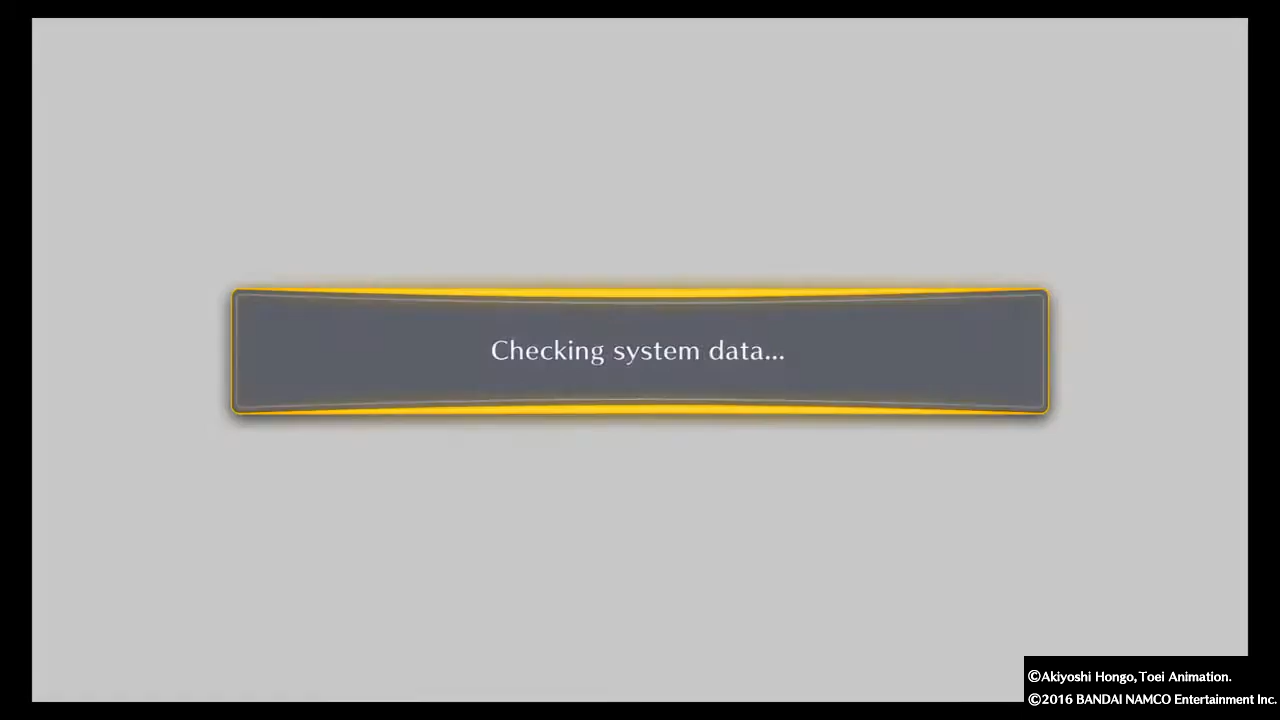 Checking system data...
©Akiyoshi Hongo, Toei Animation.
©2016 BANDAI NAMCO Entertainment Inc.